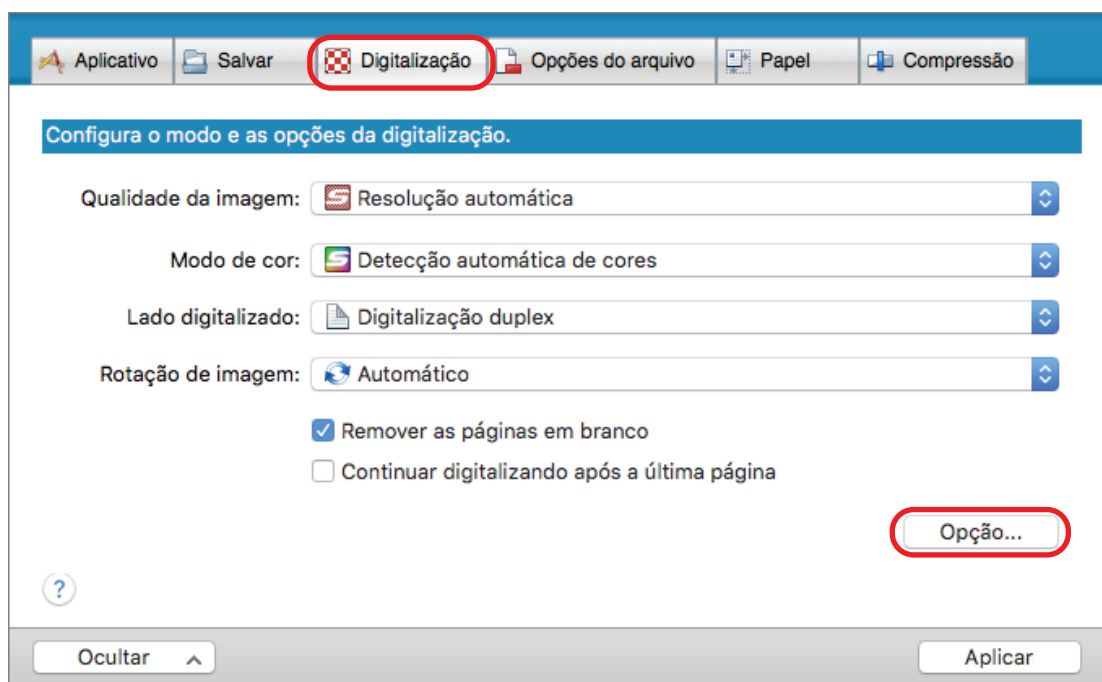 Aplicativo Salvar Digitalização Opções do arquivo Papel Compressão
Configura o modo e as opções da digitalização.
Qualidade da imagem: Resolução automática
Modo de cor: Detecção automática de cores
Lado digitalizado: Digitalização duplex
Rotação de imagem: Automático
Remover as páginas em branco
Continuar digitalizando após a última página
Opção...
?
Ocultar Aplicar